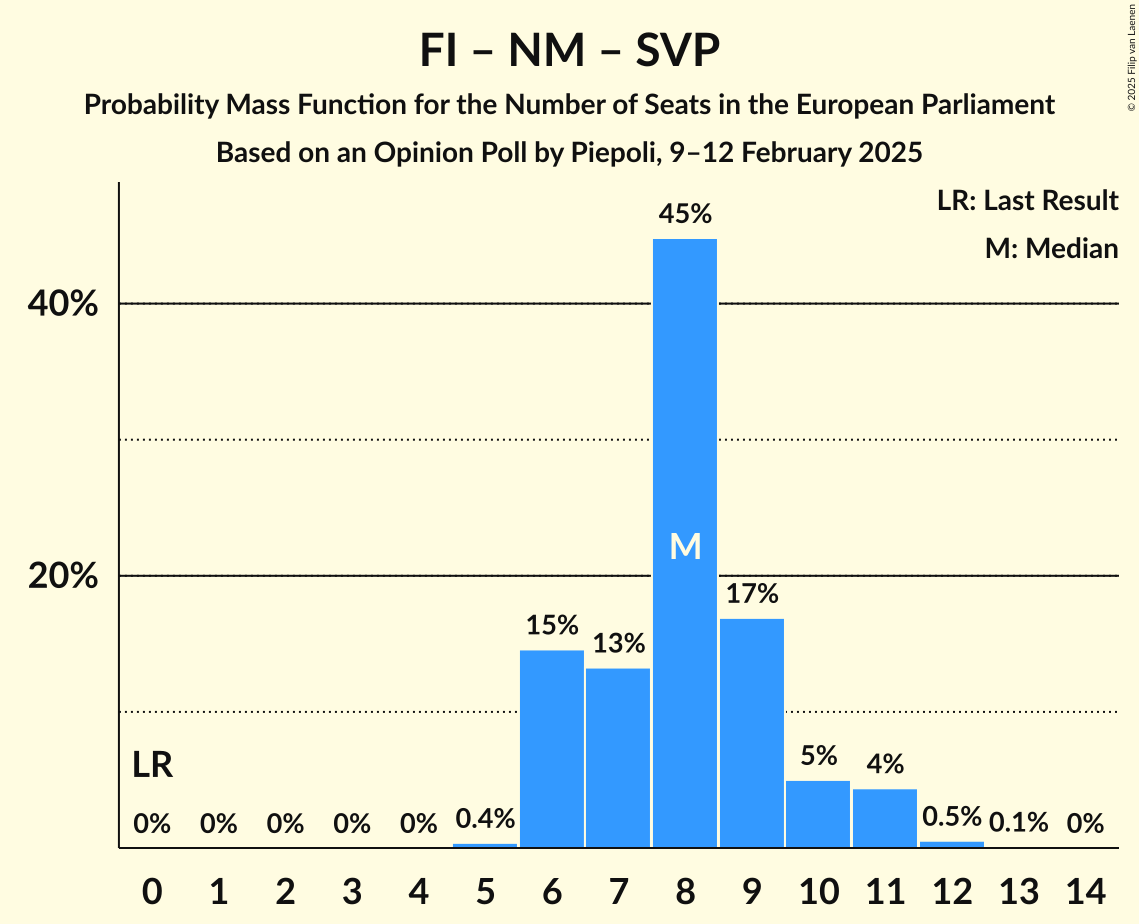 FI – NM – SVP
Probability Mass Function for the Number of Seats in the European Parliament
Based on an Opinion Poll by Piepoli, 9–12 February 2025
© 2025 Filip van Laenen
LR: Last Result
M: Median
45%
40%
M
20%
17%
15%
13%
LR
5%
4%
0%
0%
0%
0%
0%
0.4%
0.5%
0.1%
0%
0 1 2 3 4 5 6 7 8 9 10 11 12 13 14